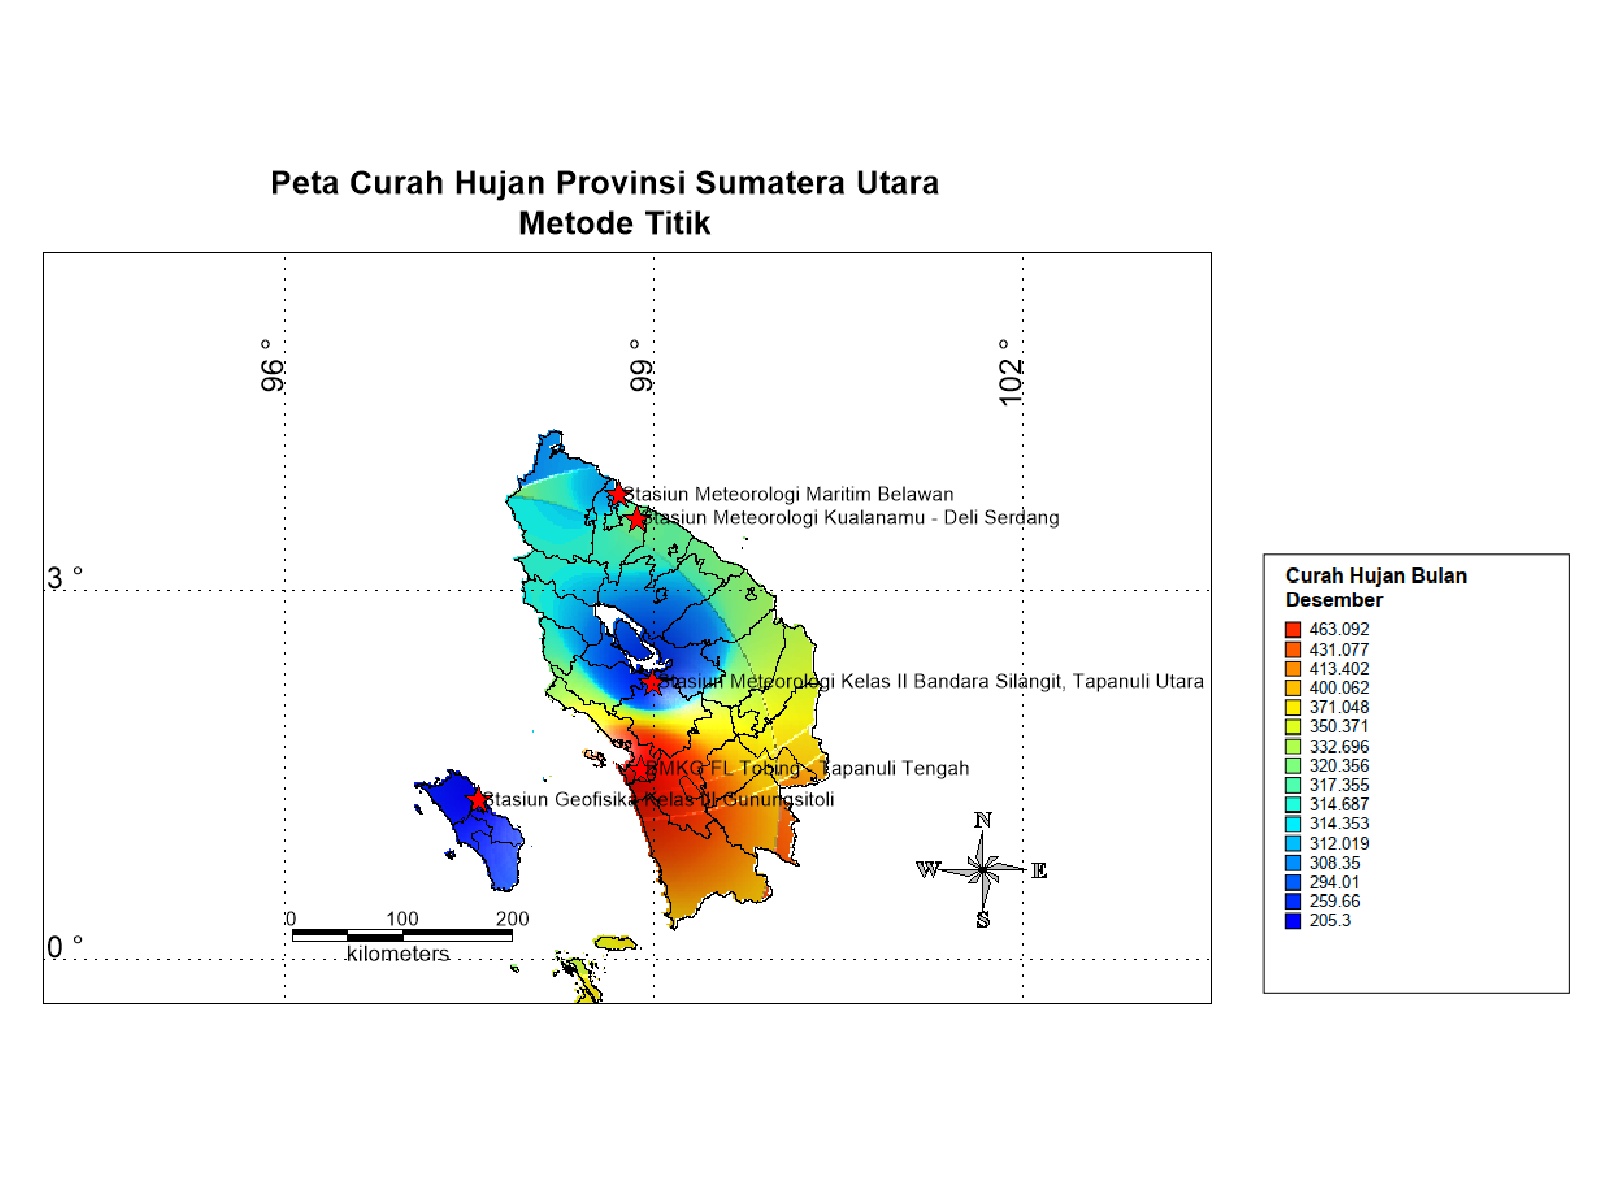 Peta Curah Hujan Provinsi Sumatera Utara
Metode Titik
96 °
99 °
102 °
Stasiun Meteorologi Maritim Belawan
Stasiun Meteorologi Kualanamu - Deli Serdang
3 °
Stasiun Meteorologi Kelas II Bandara Silangit, Tapanuli Utara
BMKG FL Tobing - Tapanuli Tengah
Stasiun Geofisika Kelas III Gunungsitoli
N
W E
S
0 100 200
kilometers
0 °
Curah Hujan Bulan
Desember
463.092
431.077
413.402
400.062
371.048
350.371
332.696
320.356
317.355
314.687
314.353
312.019
308.35
294.01
259.66
205.3